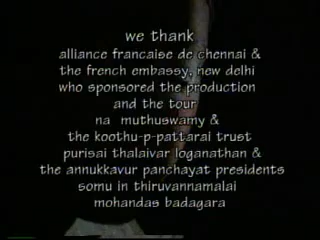 we thank
alliance francaise de chennai &
the french embassy, new delhi
who sponsored the production
and the tour
na muthuswamy &
the koothu-p-pattarai trust
purisai thalaivar loganathan &
the annukkavur panchayat presidents
somu in thiruvannamalai
mohandas badagara